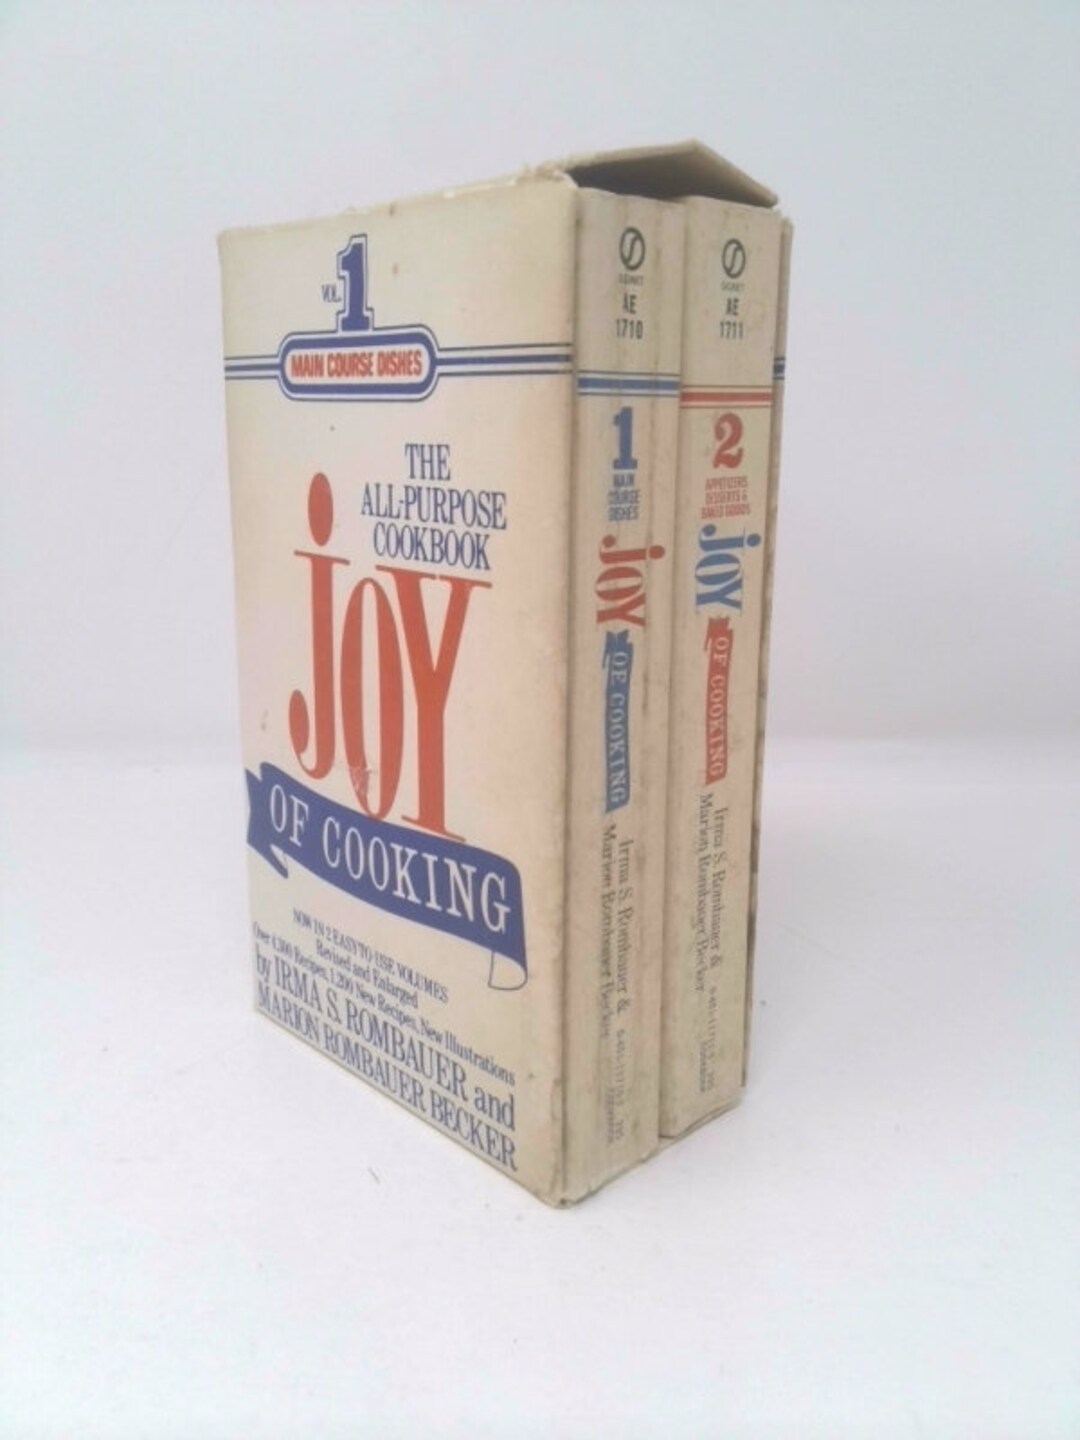 VOL. 1
MAIN COURSE DISHES
THE
ALL-PURPOSE
COOKBOOK
JOY
OF COOKING
NOW IN 2 EASY-TO-USE VOLUMES
Revised and Enlarged
Over 4,300 Recipes, 1,200 New Recipes, New Illustrations
by IRMA S. ROMBAUER and
MARION ROMBAUER BECKER
SIGNET
AE
1710
1
MAIN
COURSE
DISHES
JOY
OF COOKING
Irma S. Rombauer &
Marion Rombauer Becker
SIGNET
AE
1711
2
APPETIZERS,
DESSERTS &
BAKED GOODS
JOY
OF COOKING
Irma S. Rombauer &
Marion Rombauer Becker